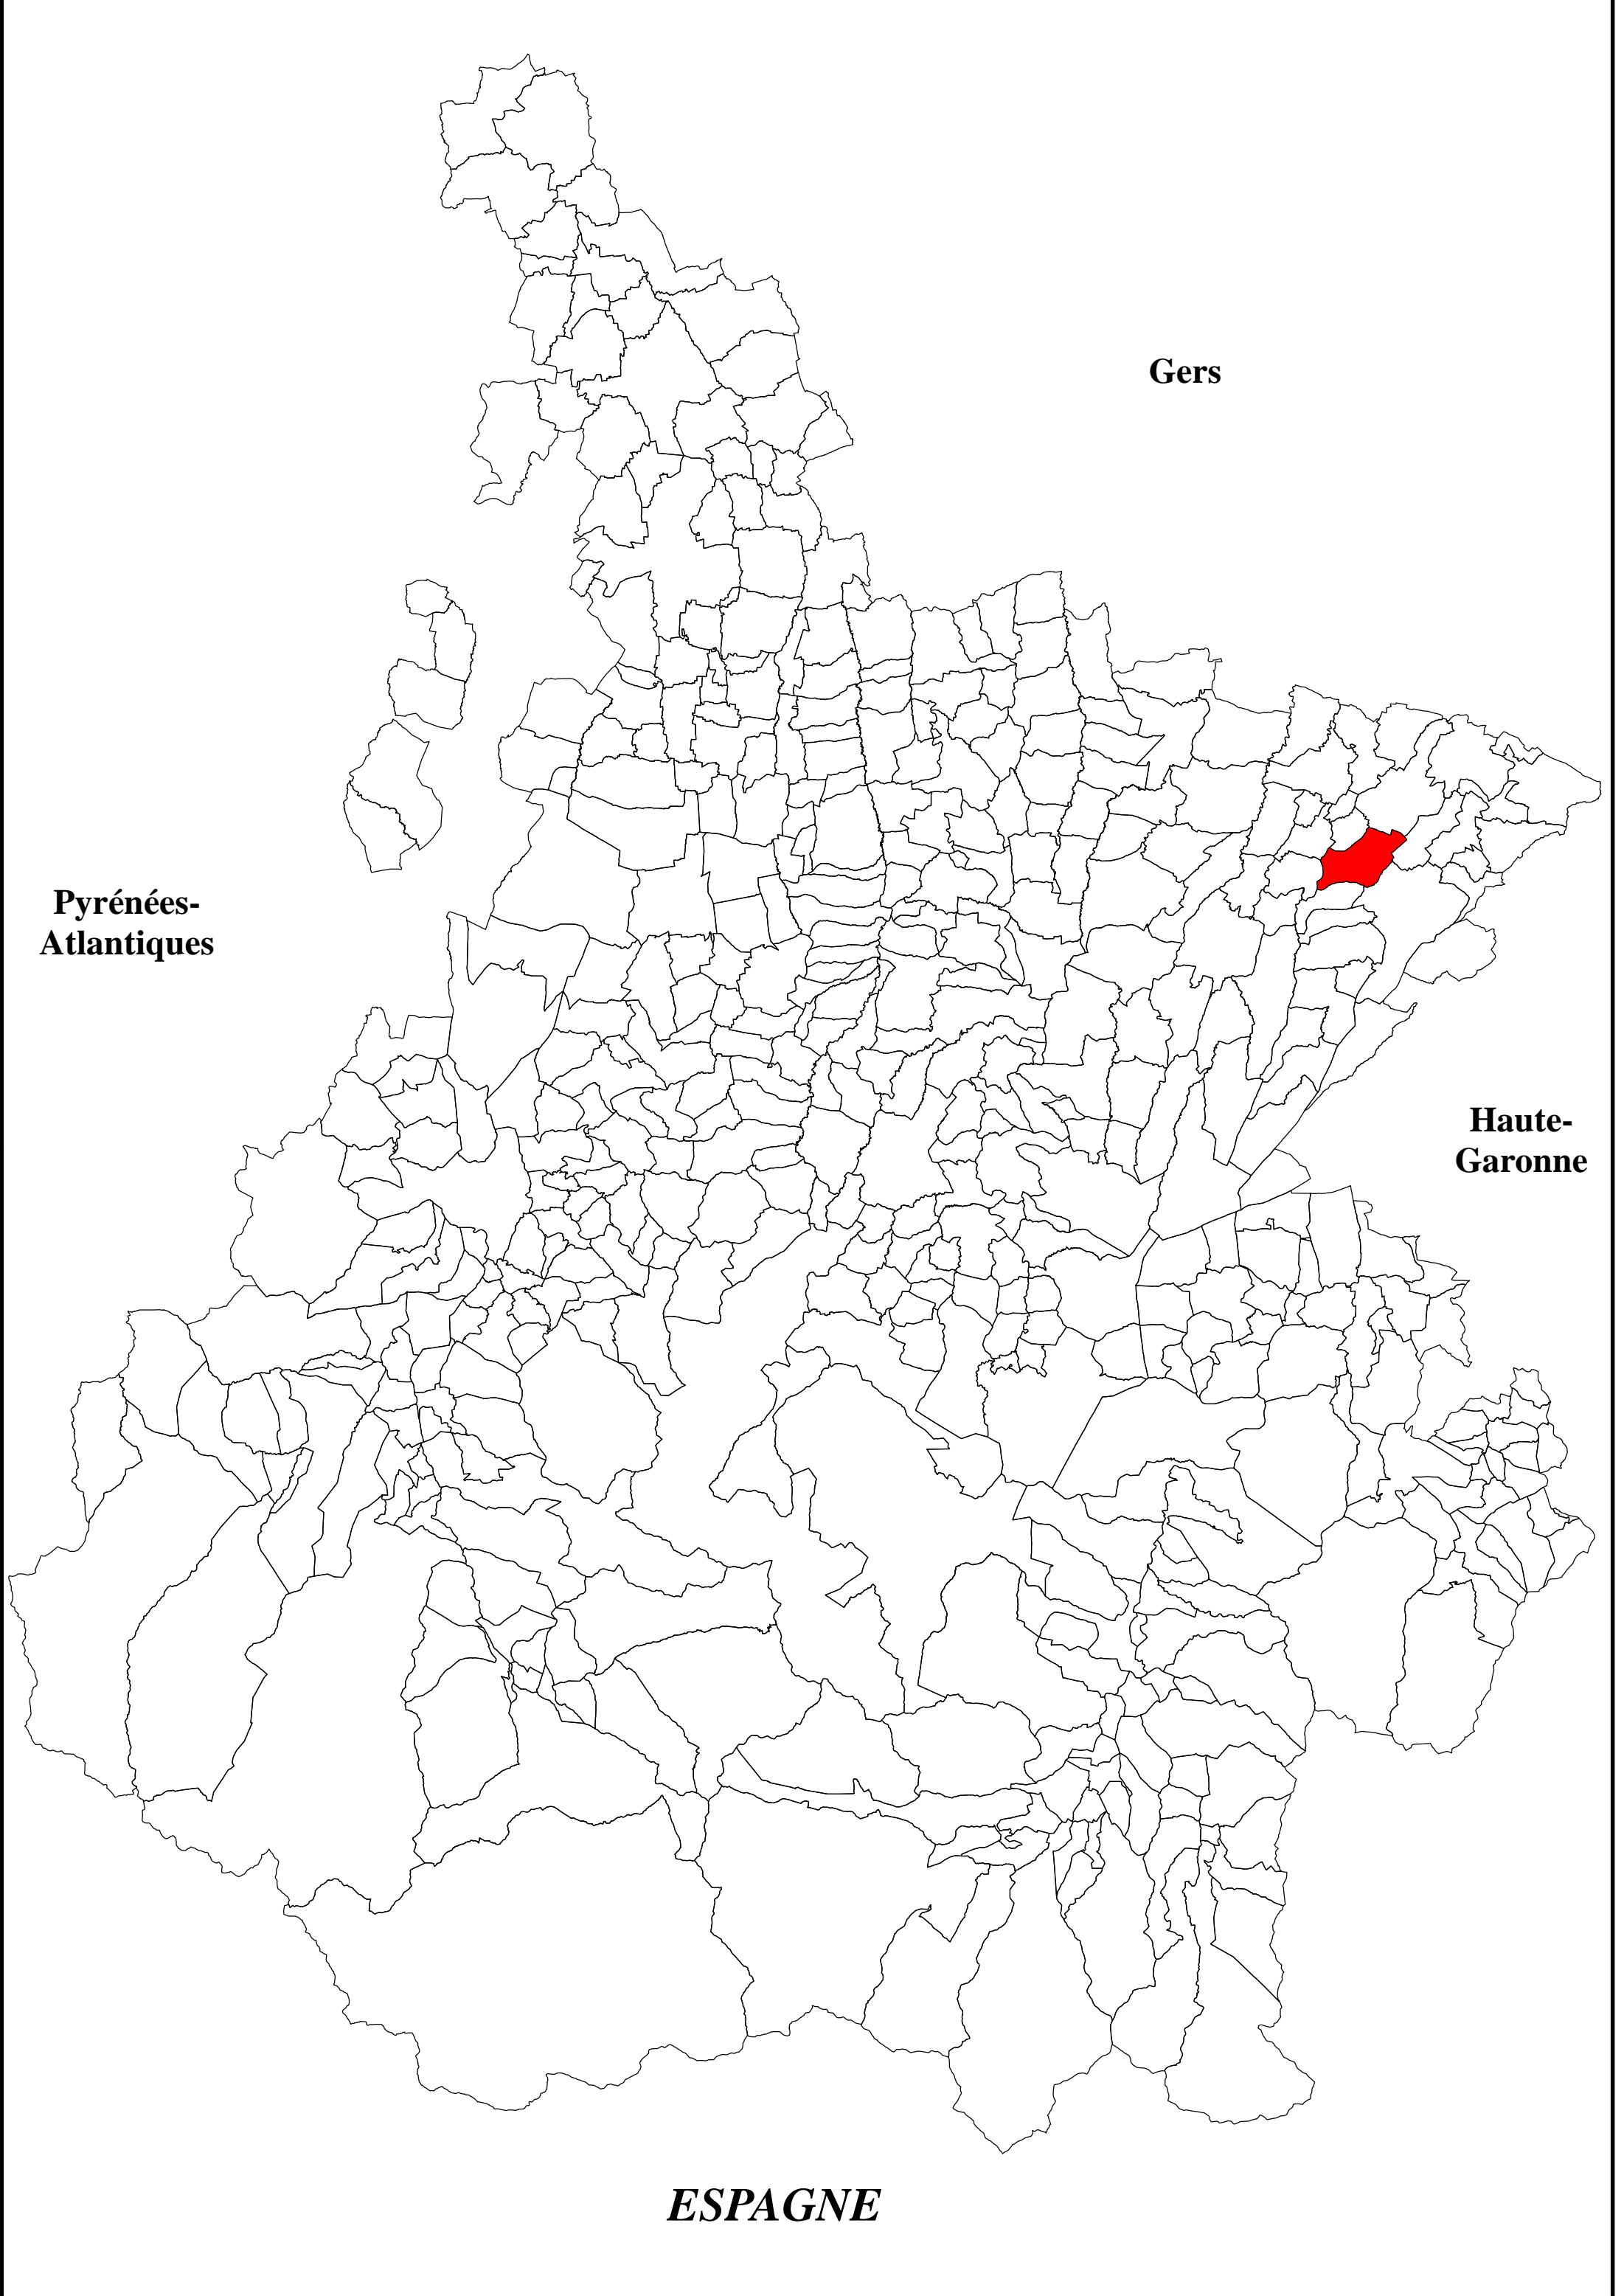 Gers
Pyrénées-
Atlantiques
Haute-
Garonne
ESPAGNE